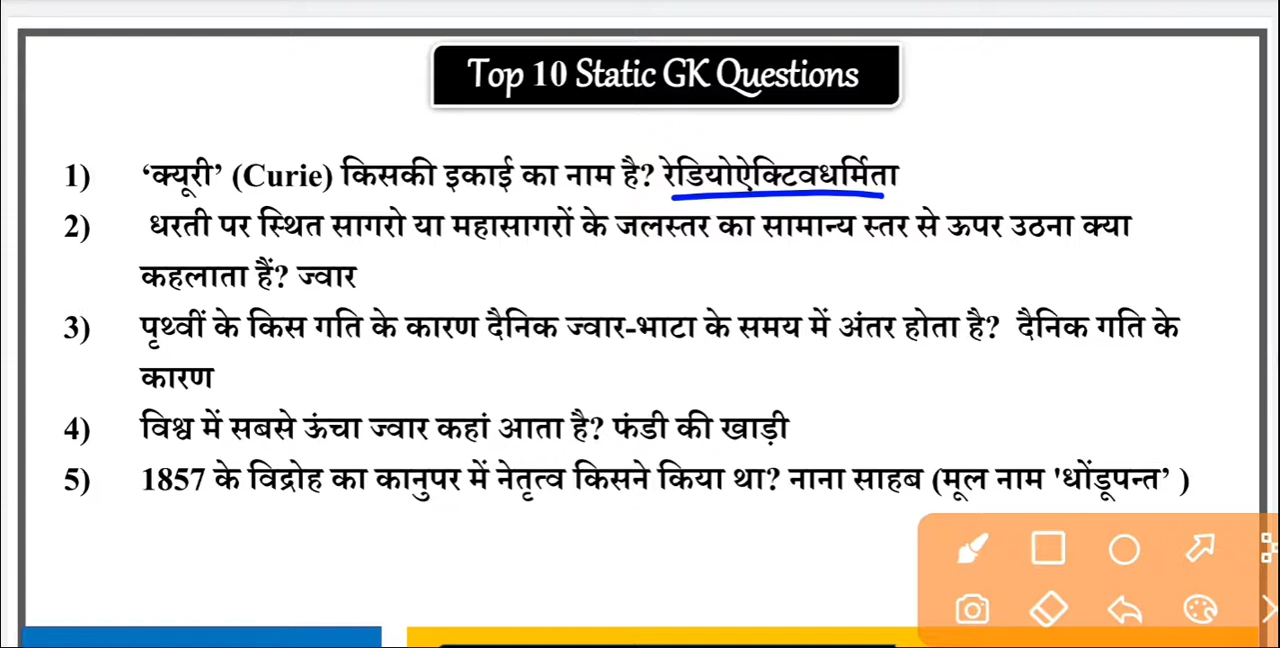 Top 10 Static GK Questions
1) ‘क्यूरी’ (Curie) किसकी इकाई का नाम है? रेडियोऐक्टिवधर्मिता
2) धरती पर स्थित सागरो या महासागरों के जलस्तर का सामान्य स्तर से ऊपर उठना क्या
कहलाता हैं? ज्वार
3) पृथ्वीं के किस गति के कारण दैनिक ज्वार-भाटा के समय में अंतर होता है? दैनिक गति के
कारण
4) विश्व में सबसे ऊंचा ज्वार कहां आता है? फंडी की खाड़ी
5) 1857 के विद्रोह का कानुपर में नेतृत्व किसने किया था? नाना साहब (मूल नाम 'धोंडूपन्त’ )